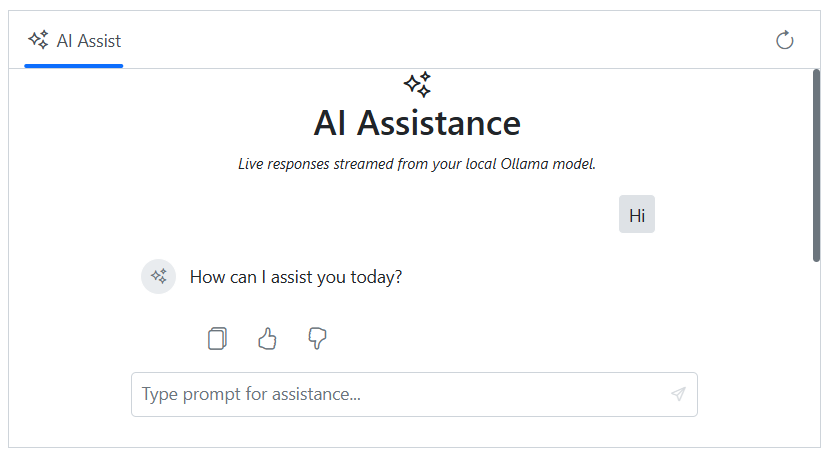 AI Assist
AI Assistance
Live responses streamed from your local Ollama model.
Hi
How can I assist you today?
Type prompt for assistance...